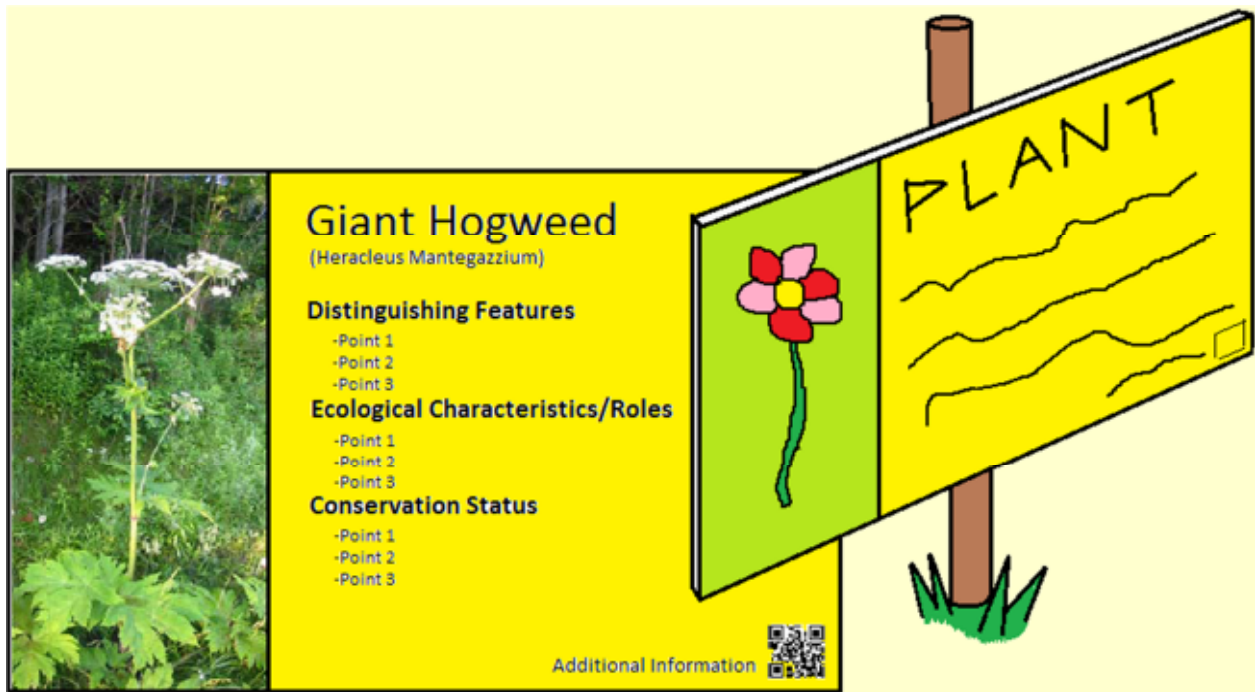 Giant Hogweed
(Heracleus Mantegazzium)
Distinguishing Features
-Point 1
-Point 2
-Point 3
Ecological Characteristics/Roles
-Point 1
-Point 2
-Point 3
Conservation Status
-Point 1
-Point 2
-Point 3
Additional Information
PLANT